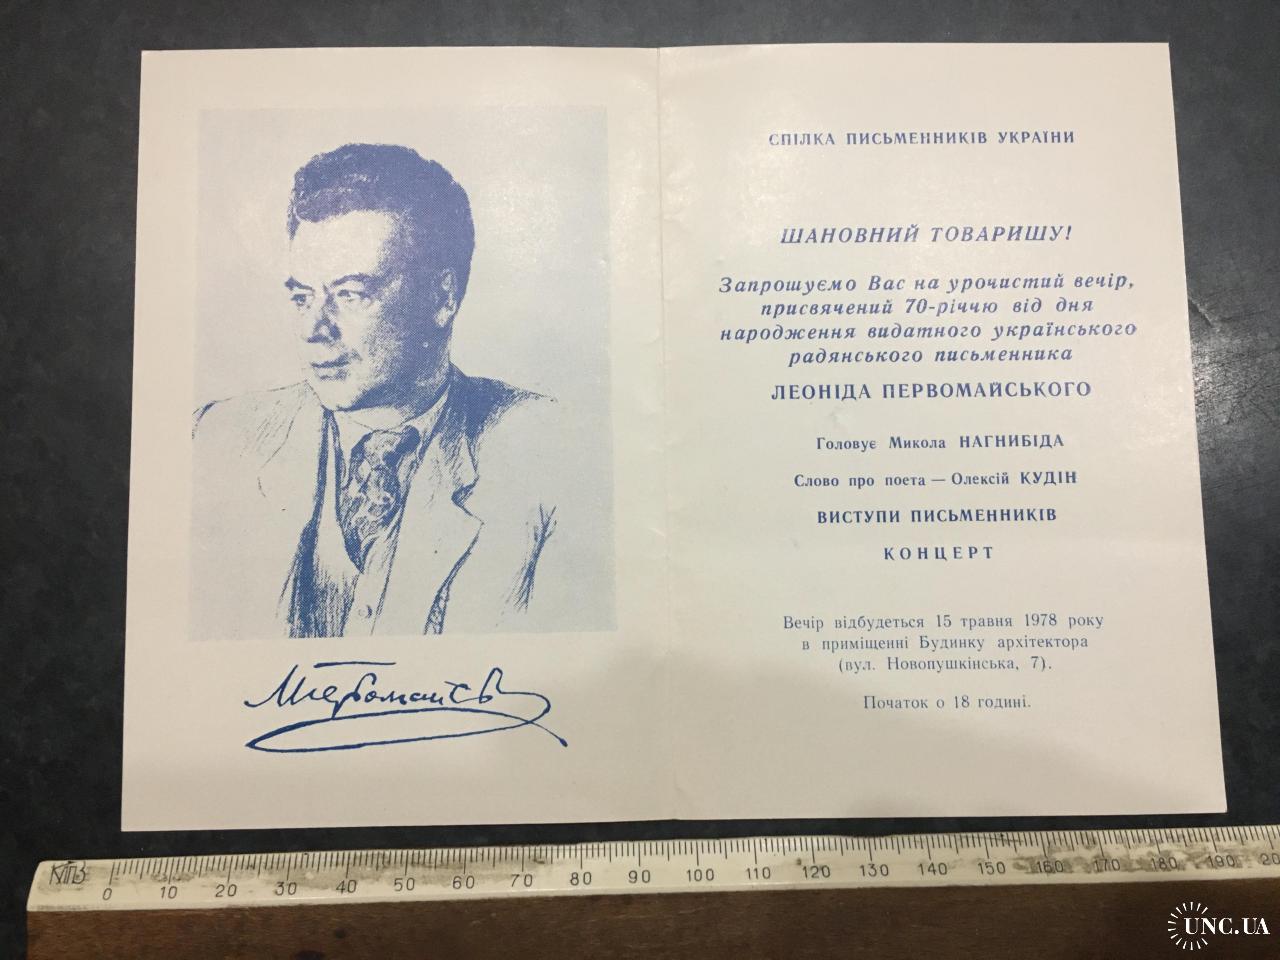 СПІЛКА ПИСЬМЕННИКІВ УКРАЇНИ
ШАНОВНИЙ ТОВАРИШУ!
Запрошуємо Вас на урочистий вечір,
присвячений 70-річчю від дня
народження видатного українського
радянського письменника
ЛЕОНІДА ПЕРВОМАЙСЬКОГО
Головує Микола НАГНИБІДА
Слово про поета — Олексій КУДІН
ВИСТУПИ ПИСЬМЕННИКІВ
КОНЦЕРТ
Вечір відбудеться 15 травня 1978 року
в приміщенні Будинку архітектора
(вул. Новопушкінська, 7).
Початок о 18 годині.
0 10 20 30 40 50 60 70 80 90 100 110 120 130 140 150 160 170 180 190
UNC.UA